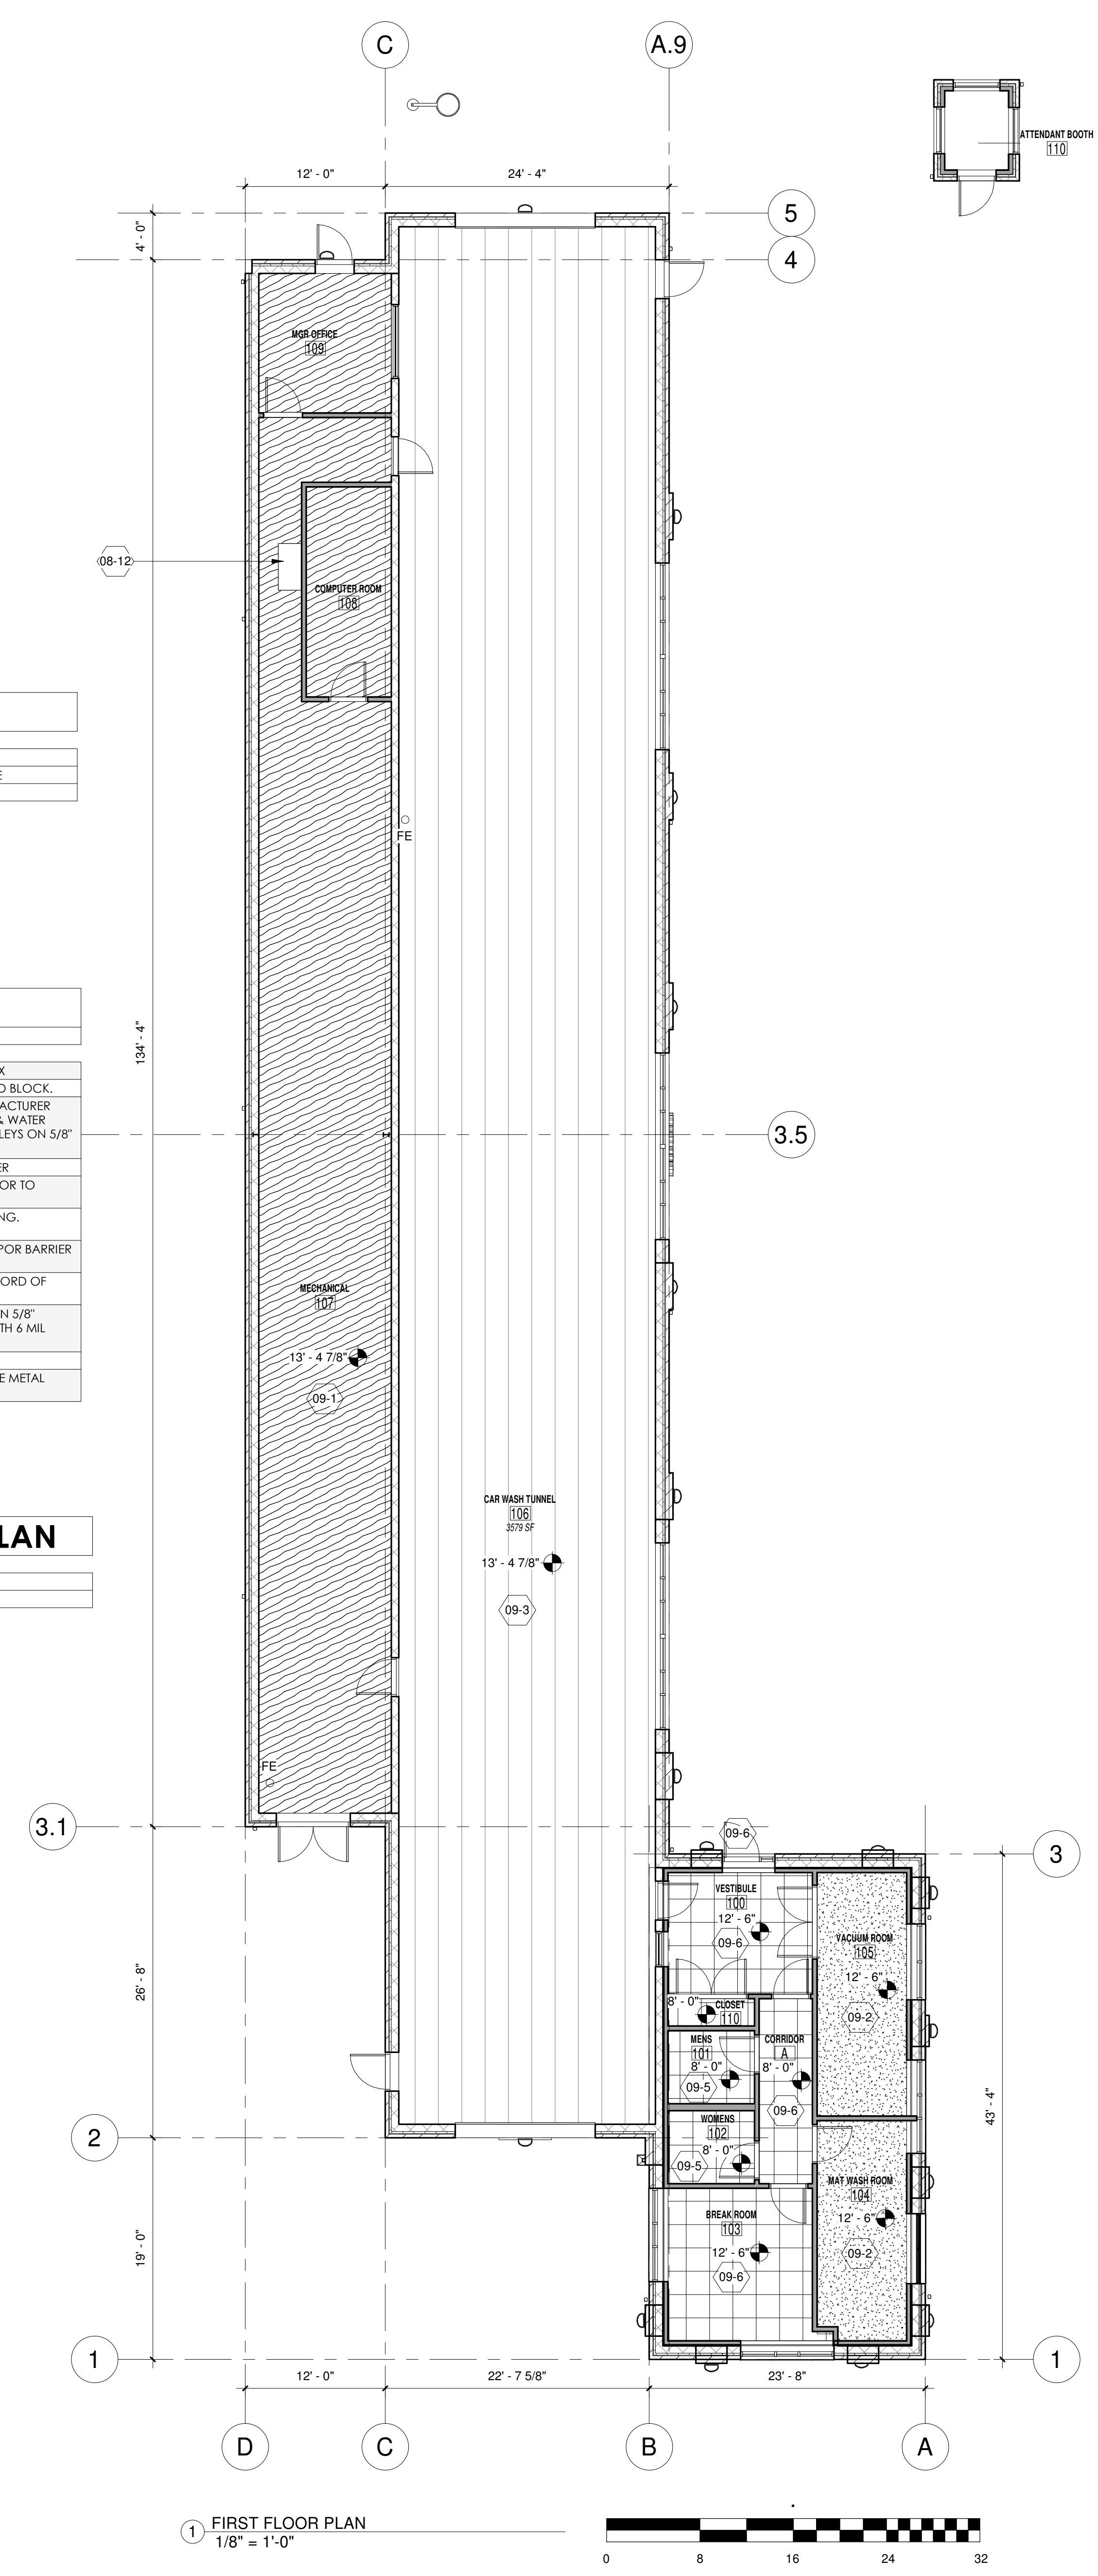 C
A.9
ATTENDANT BOOTH
110
12' - 0"
24' - 4"
5
4' - 0"
4
MGR OFFICE
109
08-12
COMPUTER ROOM
108
E
FE
X
D BLOCK.
ACTURER
& WATER
134' - 4"
LEYS ON 5/8"
3.5
ER
OR TO
NG.
POR BARRIER
ORD OF
MECHANICAL
107
N 5/8"
TH 6 MIL
13' - 4 7/8"
E METAL
09-1
CAR WASH TUNNEL
106
3579 SF
LAN
13' - 4 7/8"
09-3
FE
3.1
09-6
3
VESTIBULE
100
12' - 6"
09-6
VACUUM ROOM
105
12' - 6"
09-2
26' - 8"
8' - 0"
CLOSET
110
MENS
101
8' - 0"
09-5
CORRIDOR
A
8' - 0"
09-6
43' - 4"
2
WOMENS
102
8' - 0"
09-5
MAT WASH ROOM
104
12' - 6"
09-2
BREAK ROOM
103
12' - 6"
09-6
19' - 0"
1
1
12' - 0"
22' - 7 5/8"
23' - 8"
D
C
B
A
1
FIRST FLOOR PLAN
1/8" = 1'-0"
0
8
16
24
32